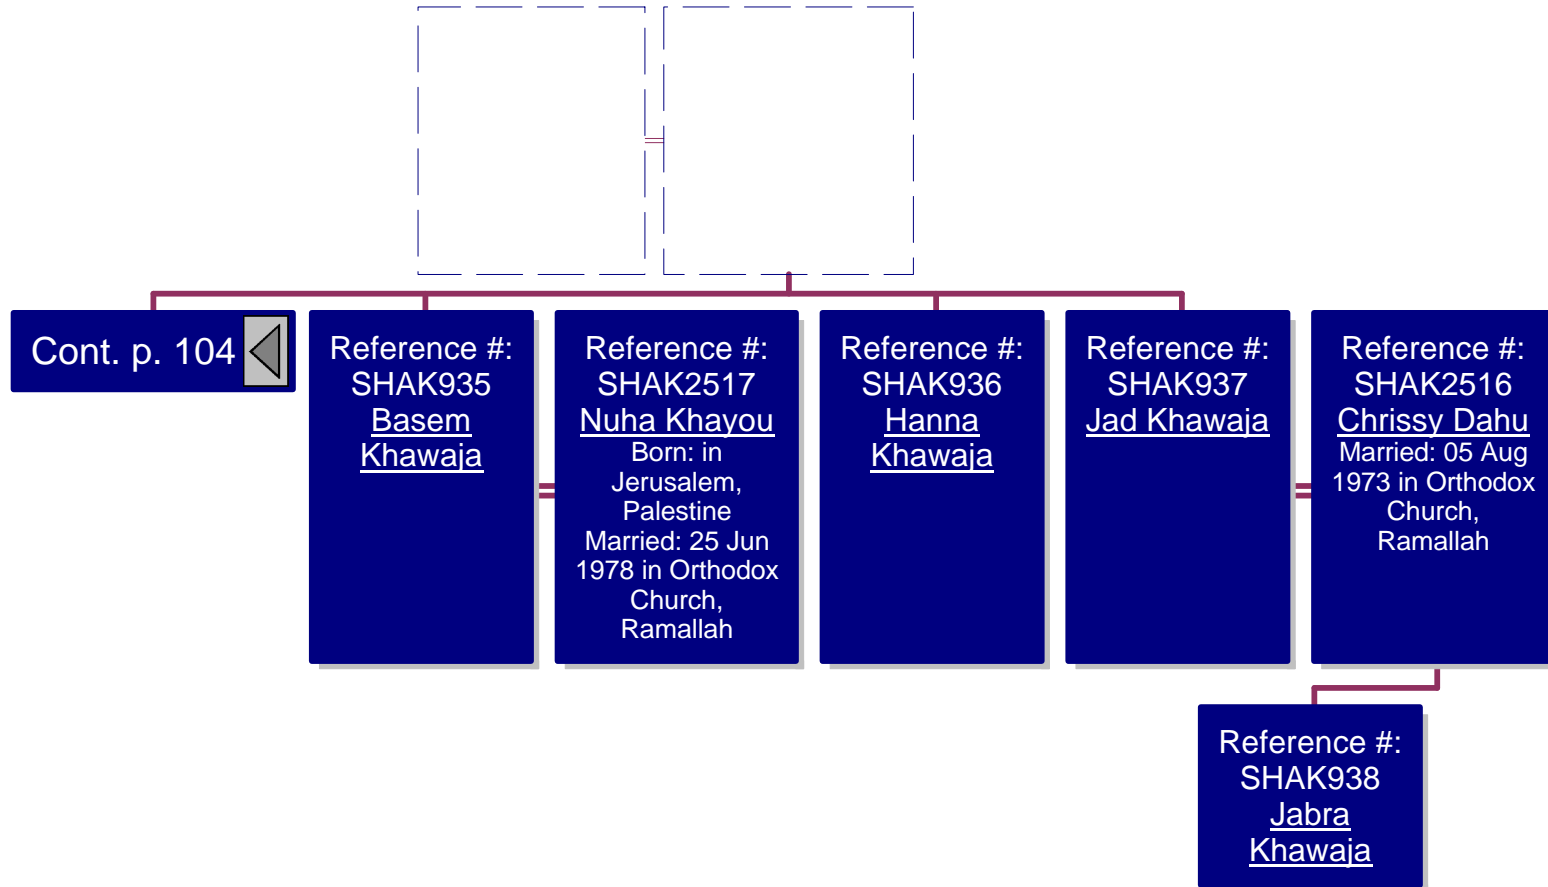 Cont. p. 104
Reference #:
SHAK935
Basem
Khawaja
Reference #:
SHAK2517
Nuha Khayou
Born: in
Jerusalem,
Palestine
Married: 25 Jun
1978 in Orthodox
Church,
Ramallah
Reference #:
SHAK936
Hanna
Khawaja
Reference #:
SHAK937
Jad Khawaja
Reference #:
SHAK2516
Chrissy Dahu
Married: 05 Aug
1973 in Orthodox
Church,
Ramallah
Reference #:
SHAK938
Jabra
Khawaja